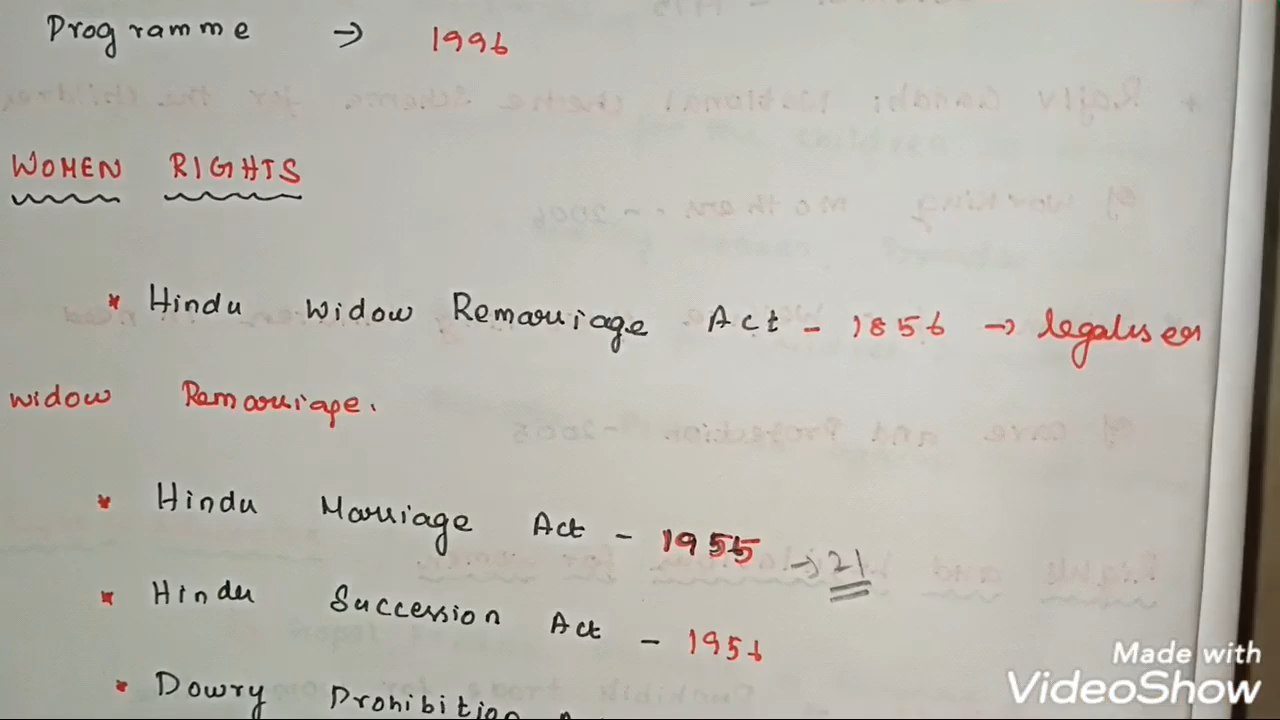 Programme → 1996
WOMEN RIGHTS
* Hindu Widow Remarriage Act - 1856 → legalises
widow Remarriage.
* Hindu Marriage Act - 1955 → 21
* Hindu Succession Act - 1956
* Dowry Prohibition
Made with
VideoShow